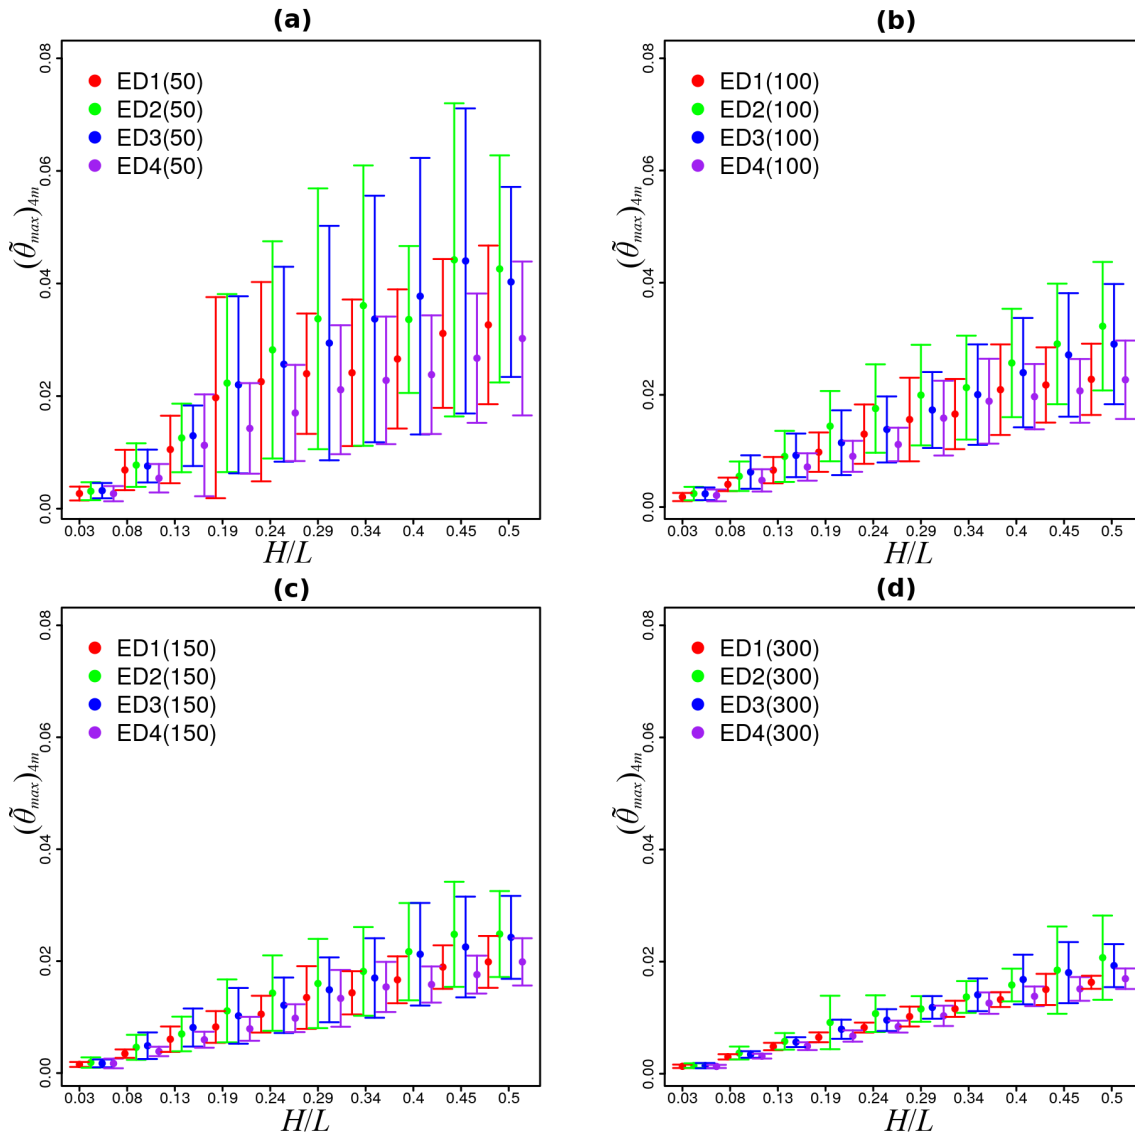 (a)
0.08
0.06
0.04
0.02
0.00
(θ̃max)4m
ED1(50)
ED2(50)
ED3(50)
ED4(50)
0.03 0.08 0.13 0.19 0.24 0.29 0.34 0.4 0.45 0.5
H/L
(b)
0.08
0.06
0.04
0.02
0.00
(θ̃max)4m
ED1(100)
ED2(100)
ED3(100)
ED4(100)
0.03 0.08 0.13 0.19 0.24 0.29 0.34 0.4 0.45 0.5
H/L
(c)
0.08
0.06
0.04
0.02
0.00
(θ̃max)4m
ED1(150)
ED2(150)
ED3(150)
ED4(150)
0.03 0.08 0.13 0.19 0.24 0.29 0.34 0.4 0.45 0.5
H/L
(d)
0.08
0.06
0.04
0.02
0.00
(θ̃max)4m
ED1(300)
ED2(300)
ED3(300)
ED4(300)
0.03 0.08 0.13 0.19 0.24 0.29 0.34 0.4 0.45 0.5
H/L